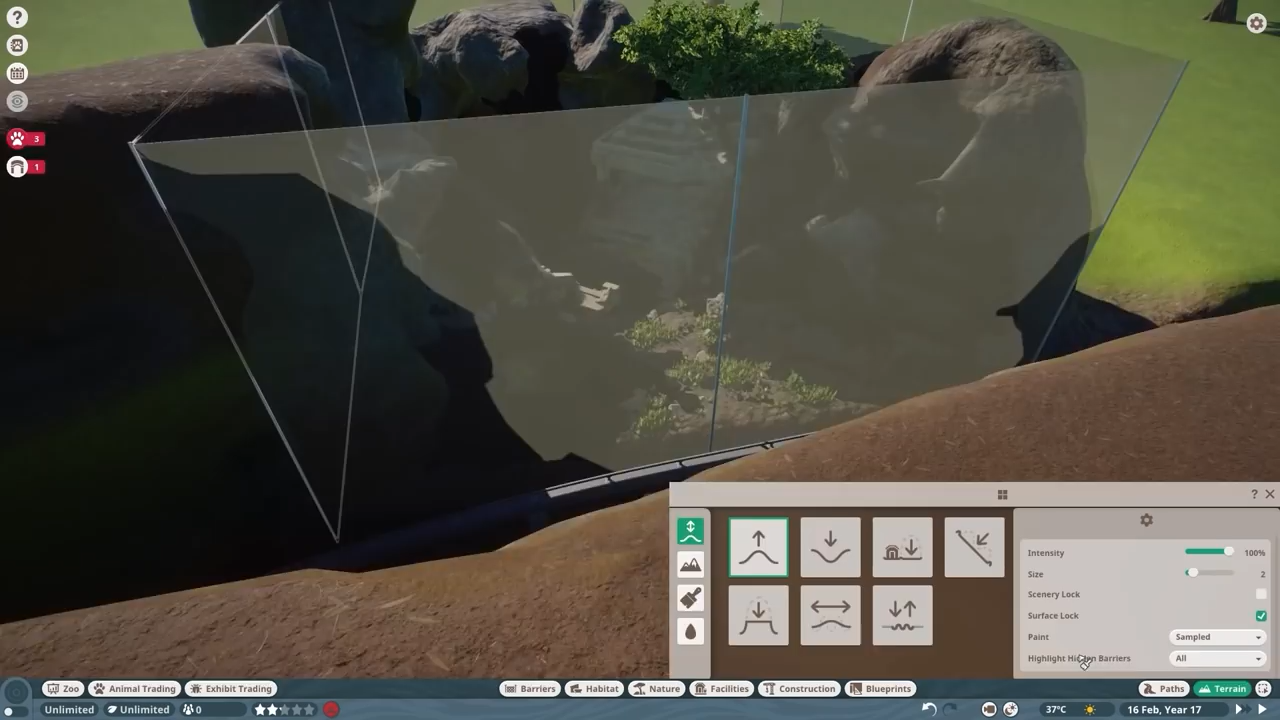 ?
3
1
? ×
Intensity 100%
Size 2
Scenery Lock
Surface Lock
Paint Sampled
Highlight Hidden Barriers All
Zoo Animal Trading Exhibit Trading Barriers Habitat Nature Facilities Construction Blueprints Paths Terrain
Unlimited Unlimited 0 37°C 16 Feb, Year 17